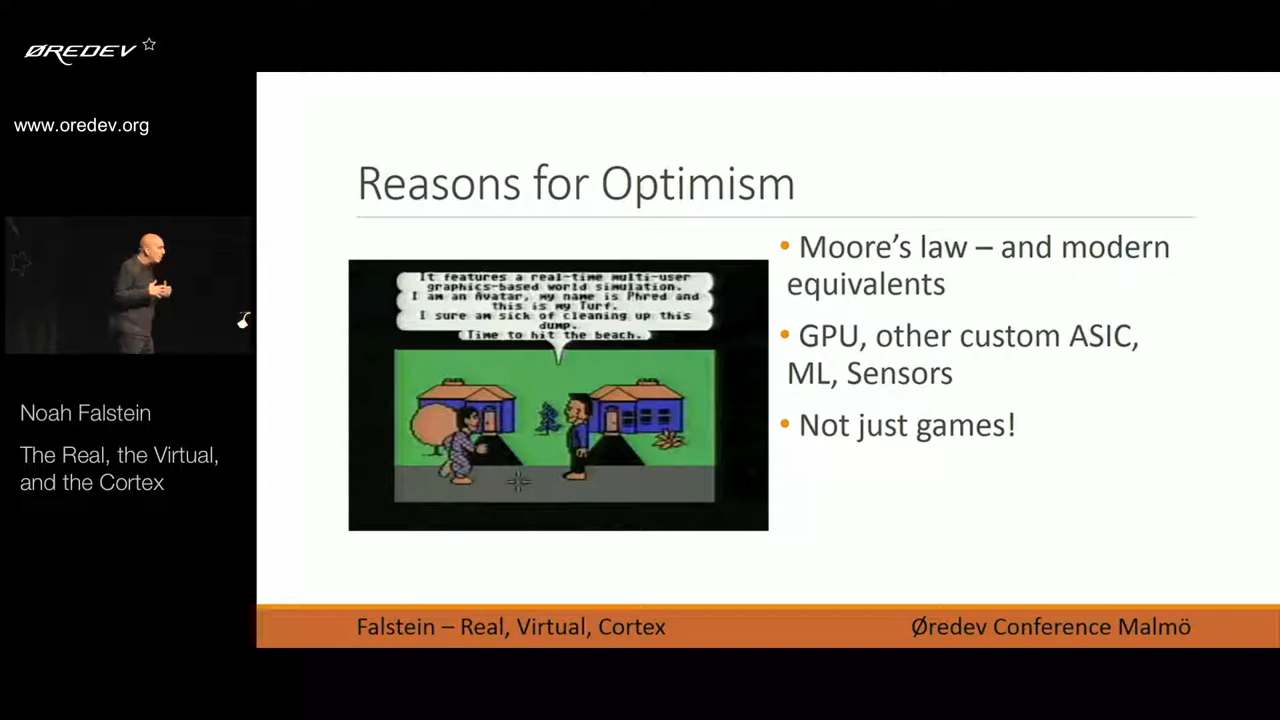 ØREDEV
www.oredev.org
Noah Falstein
The Real, the Virtual,
and the Cortex
Reasons for Optimism
It features a real-time multi-user
graphics-based world simulation.
I am an Avatar, my name is Phred and
this is my Turf.
I sure am sick of cleaning up this
dump.
Time to hit the beach.
• Moore's law – and modern
equivalents
• GPU, other custom ASIC,
ML, Sensors
• Not just games!
Falstein – Real, Virtual, Cortex
Øredev Conference Malmö